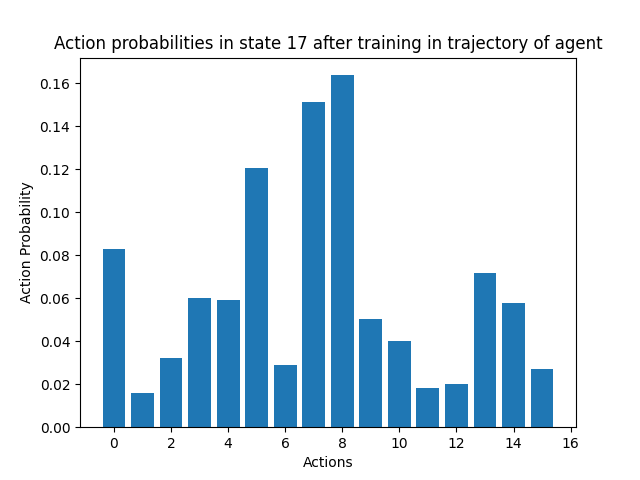 Action probabilities in state 17 after training in trajectory of agent
0.16
0.14
0.12
0.10
0.08
0.06
0.04
0.02
0.00
Action Probability
0 2 4 6 8 10 12 14 16
Actions